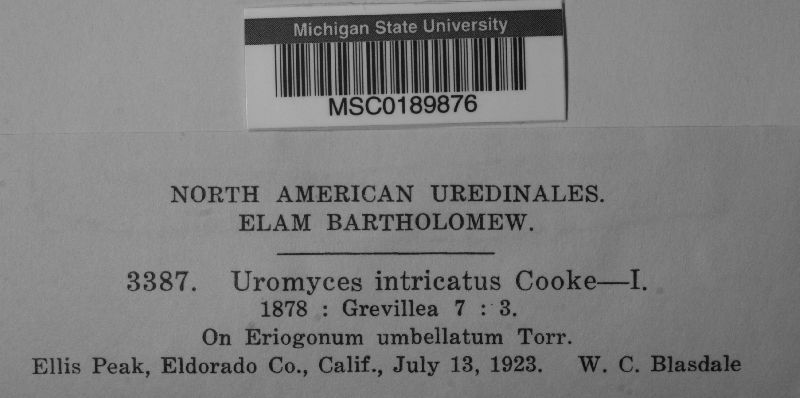 Michigan State University
MSC0189876
NORTH AMERICAN UREDINALES.
ELAM BARTHOLOMEW.
3387. Uromyces intricatus Cooke—I.
1878 : Grevillea 7 : 3.
On Eriogonum umbellatum Torr.
Ellis Peak, Eldorado Co., Calif., July 13, 1923. W. C. Blasdale